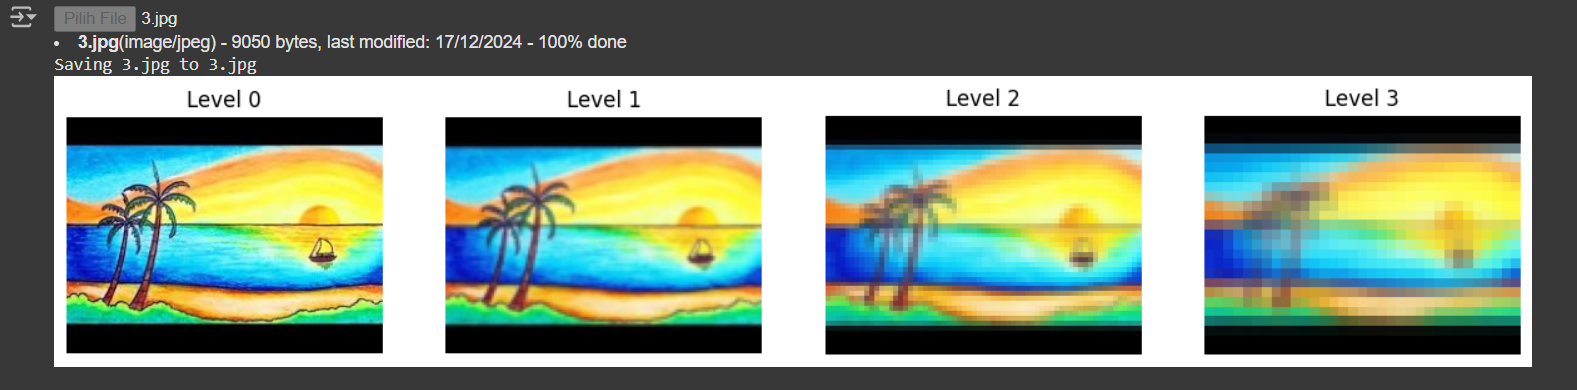 Pilih File 3.jpg
• 3.jpg(image/jpeg) - 9050 bytes, last modified: 17/12/2024 - 100% done
Saving 3.jpg to 3.jpg
Level 0 Level 1 Level 2 Level 3